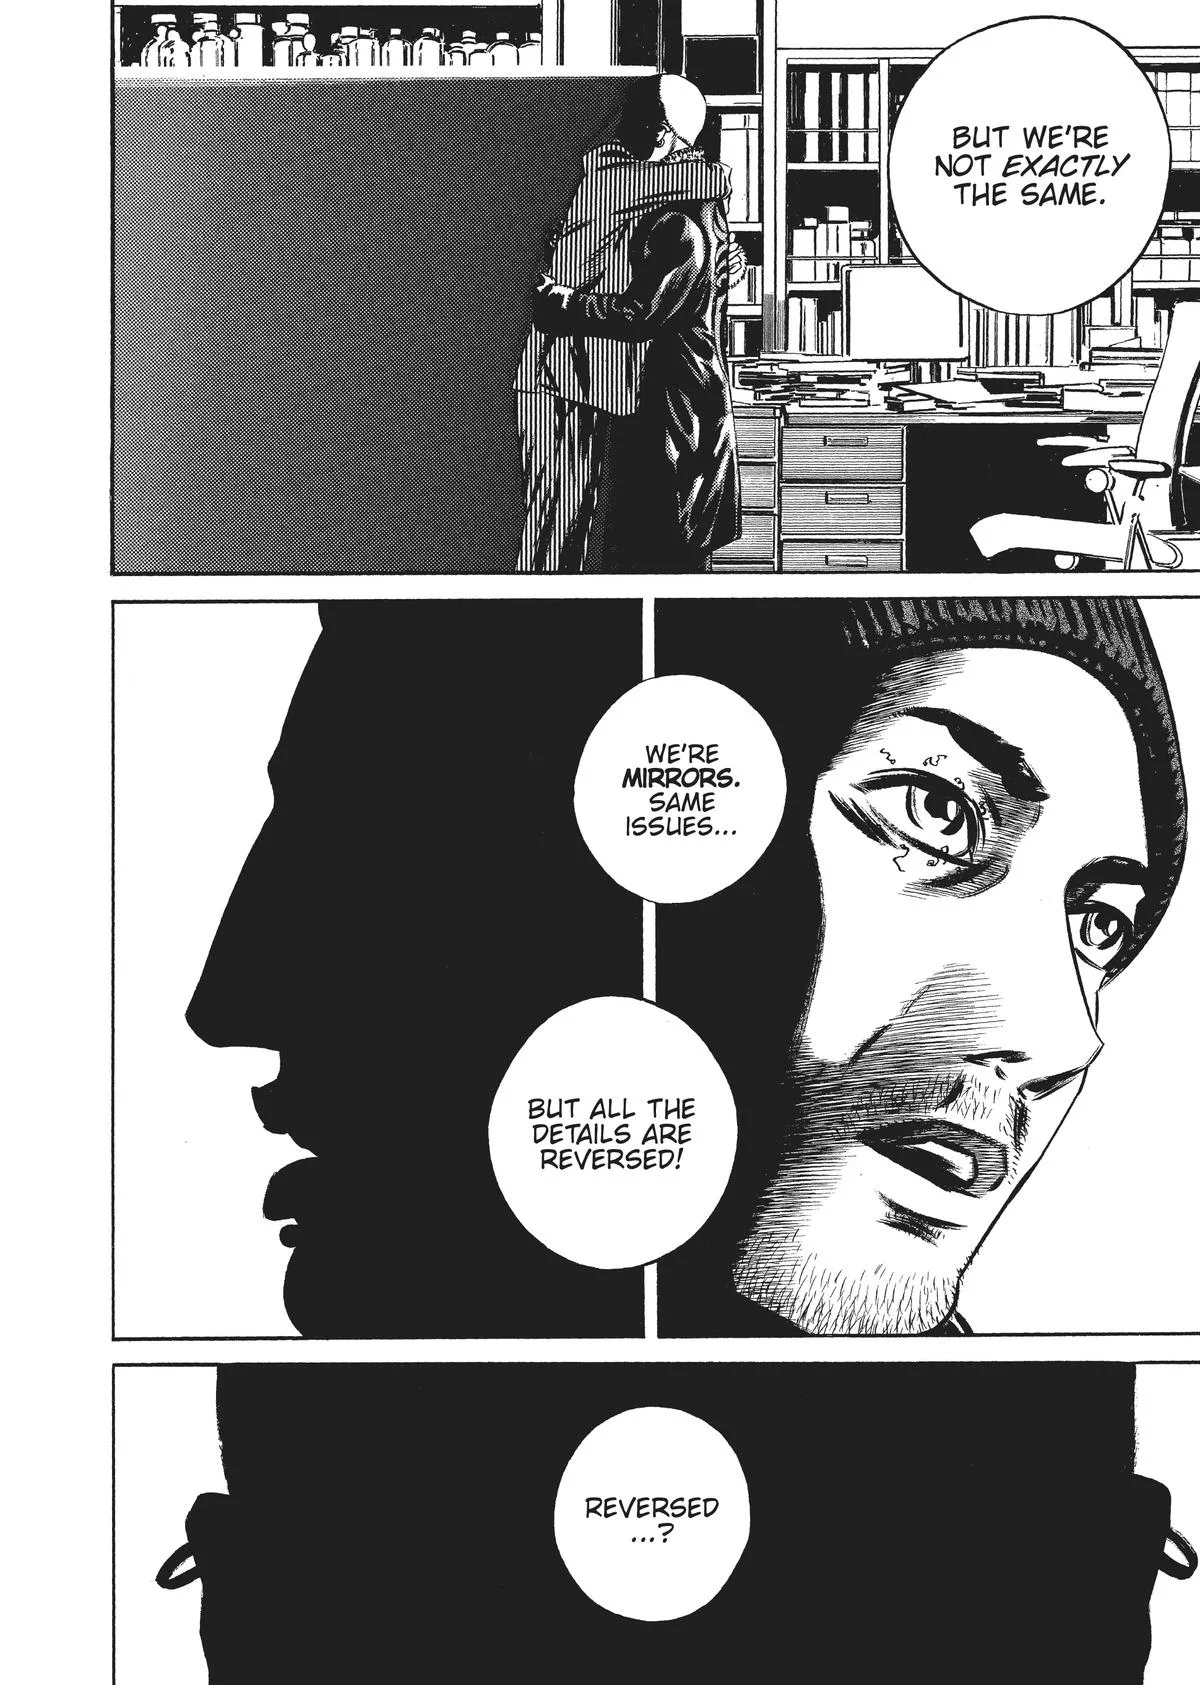 BUT WE'RE
NOT EXACTLY
THE SAME.
WE'RE
MIRRORS.
SAME
ISSUES...
BUT ALL THE
DETAILS ARE
REVERSED!
REVERSED
...?